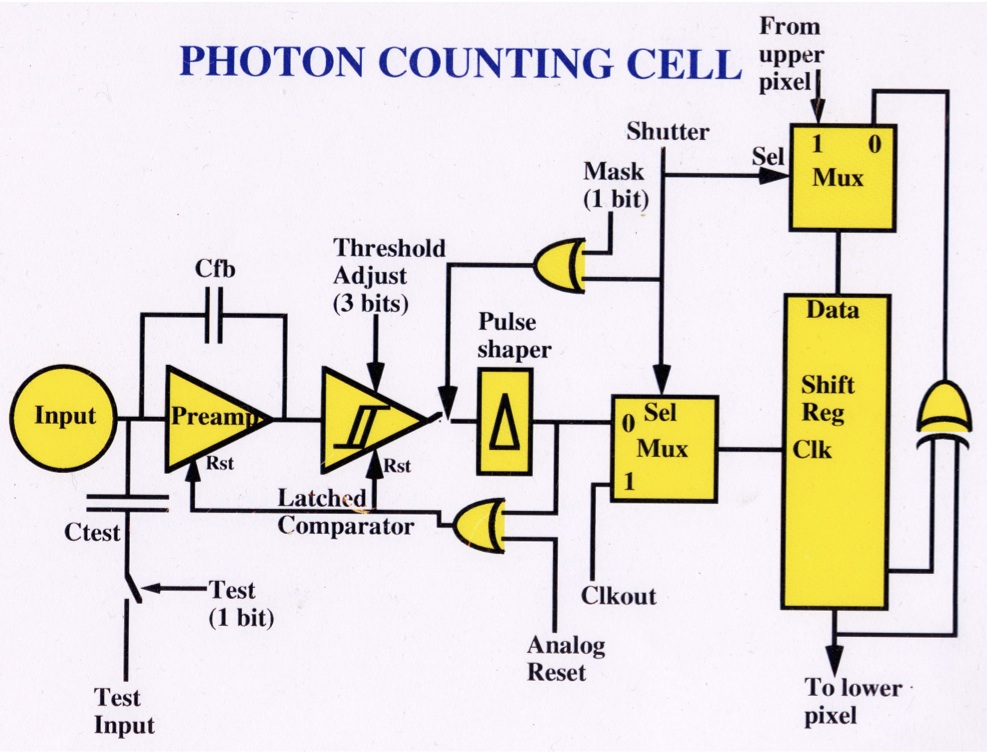 PHOTON COUNTING CELL
From
upper
pixel
Shutter
Sel
1 0
Mux
Mask
(1 bit)
Threshold
Adjust
(3 bits)
Cfb
Pulse
shaper
Data
Shift
Reg
Clk
Input
Preamp
Rst
Rst
0 Sel
Mux
1
Latched
Comparator
Ctest
Test
(1 bit)
Clkout
Analog
Reset
Test
Input
To lower
pixel